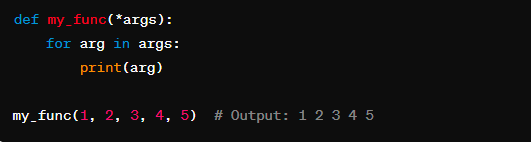 def my_func(*args):
    for arg in args:
        print(arg)

my_func(1, 2, 3, 4, 5)  # Output: 1 2 3 4 5